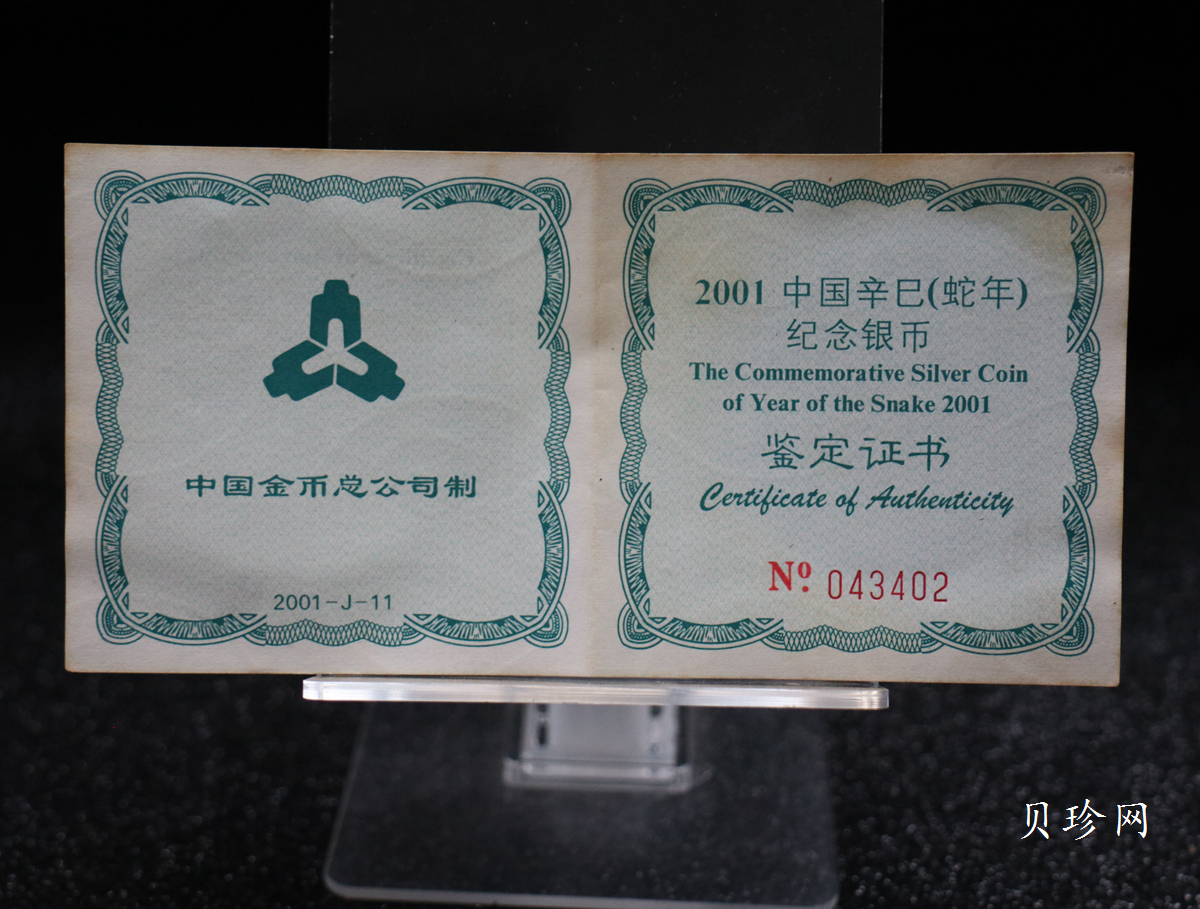 中国金币总公司制
2001-J-11
2001 中国辛巳(蛇年)
纪念银币
The Commemorative Silver Coin
of Year of the Snake 2001
鉴定证书
Certificate of Authenticity
Nº 043402
贝珍网